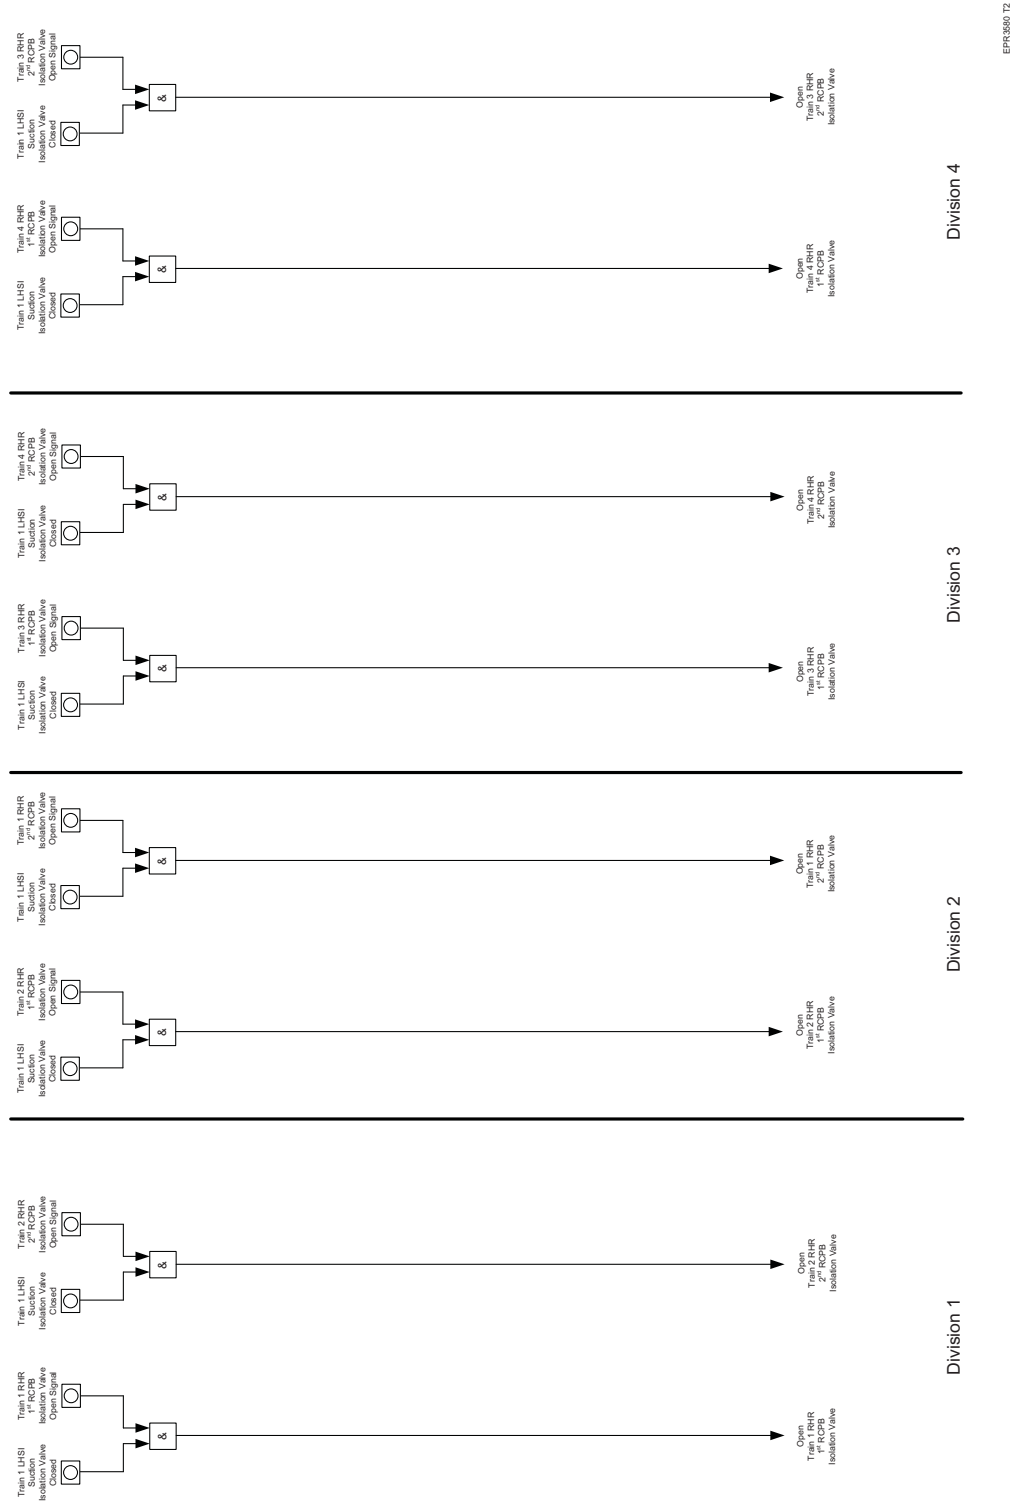 Train 1 LHSI
Suction
Isolation Valve
Closed
Train 1 RHR
1st RCPB
Isolation Valve
Open Signal
&
Open
Train 1 RHR
1st RCPB
Isolation Valve
Train 1 LHSI
Suction
Isolation Valve
Closed
Train 2 RHR
2nd RCPB
Isolation Valve
Open Signal
&
Open
Train 2 RHR
2nd RCPB
Isolation Valve
Division 1
Train 1 LHSI
Suction
Isolation Valve
Closed
Train 2 RHR
1st RCPB
Isolation Valve
Open Signal
&
Open
Train 2 RHR
1st RCPB
Isolation Valve
Train 1 LHSI
Suction
Isolation Valve
Closed
Train 1 RHR
2nd RCPB
Isolation Valve
Open Signal
&
Open
Train 1 RHR
2nd RCPB
Isolation Valve
Division 2
Train 1 LHSI
Suction
Isolation Valve
Closed
Train 3 RHR
1st RCPB
Isolation Valve
Open Signal
&
Open
Train 3 RHR
1st RCPB
Isolation Valve
Train 1 LHSI
Suction
Isolation Valve
Closed
Train 4 RHR
2nd RCPB
Isolation Valve
Open Signal
&
Open
Train 4 RHR
2nd RCPB
Isolation Valve
Division 3
Train 1 LHSI
Suction
Isolation Valve
Closed
Train 4 RHR
1st RCPB
Isolation Valve
Open Signal
&
Open
Train 4 RHR
1st RCPB
Isolation Valve
Train 1 LHSI
Suction
Isolation Valve
Closed
Train 3 RHR
2nd RCPB
Isolation Valve
Open Signal
&
Open
Train 3 RHR
2nd RCPB
Isolation Valve
Division 4
EPR3580 T2